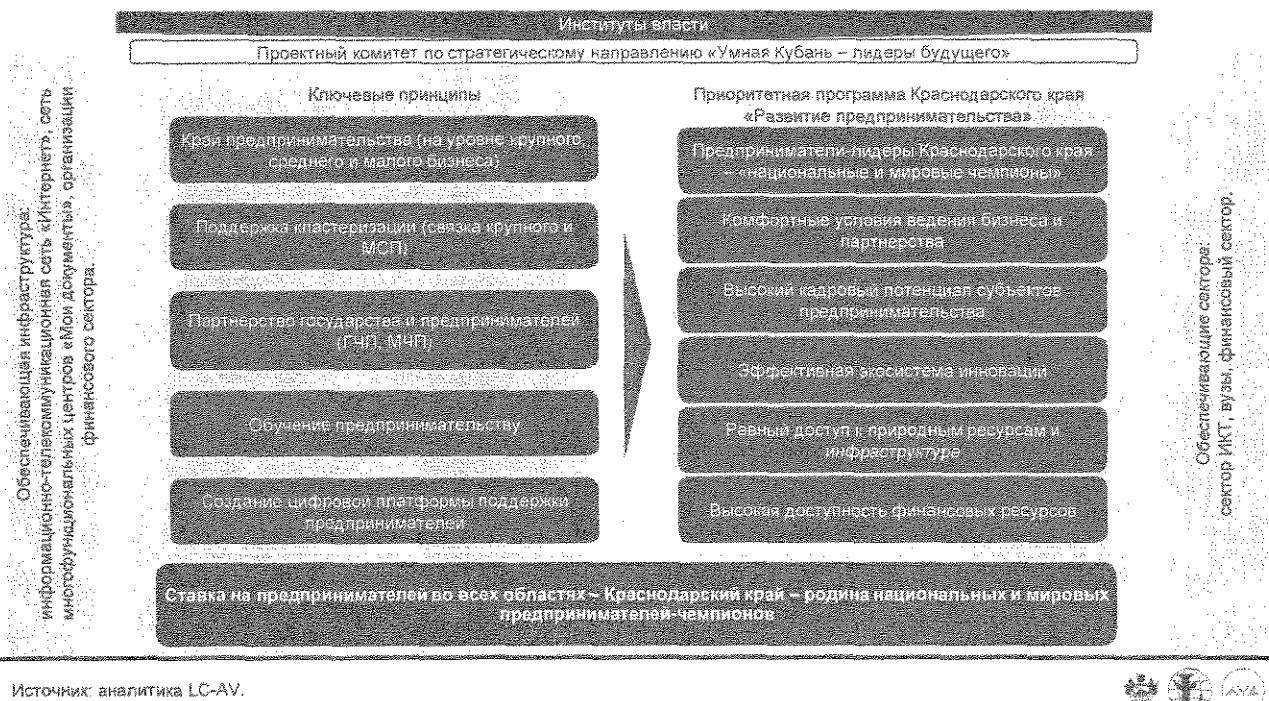 Институты власти
Проектный комитет по стратегическому направлению «Умная Кубань – лидеры будущего»
Обеспечивающая инфраструктура:
информационно-телекоммуникационная сеть «Интернет», сеть
многофункциональных центров «Мои документы», организации
финансового сектора.
Ключевые принципы
Край предпринимательства (на уровне крупного,
среднего и малого бизнеса)
Поддержка кластеризации (связка крупного и
МСП)
Партнерство государства и предпринимателей
(ГЧП, МЧП)
Обучение предпринимательству
Создание цифровой платформы поддержки
предпринимателей
Приоритетная программа Краснодарского края
«Развитие предпринимательства»
Предприниматели-лидеры Краснодарского края
– «национальные и мировые чемпионы»
Комфортные условия ведения бизнеса и
партнерства
Высокий кадровый потенциал субъектов
предпринимательства
Эффективная экосистема инноваций
Равный доступ к природным ресурсам и
инфраструктуре
Высокая доступность финансовых ресурсов
Обеспечивающие сектора
сектор ИКТ, вузы, финансовый сектор.
Ставка на предпринимателей во всех областях – Краснодарский край – родина национальных и мировых
предпринимателей-чемпионов
Источник: аналитика LC-AV.